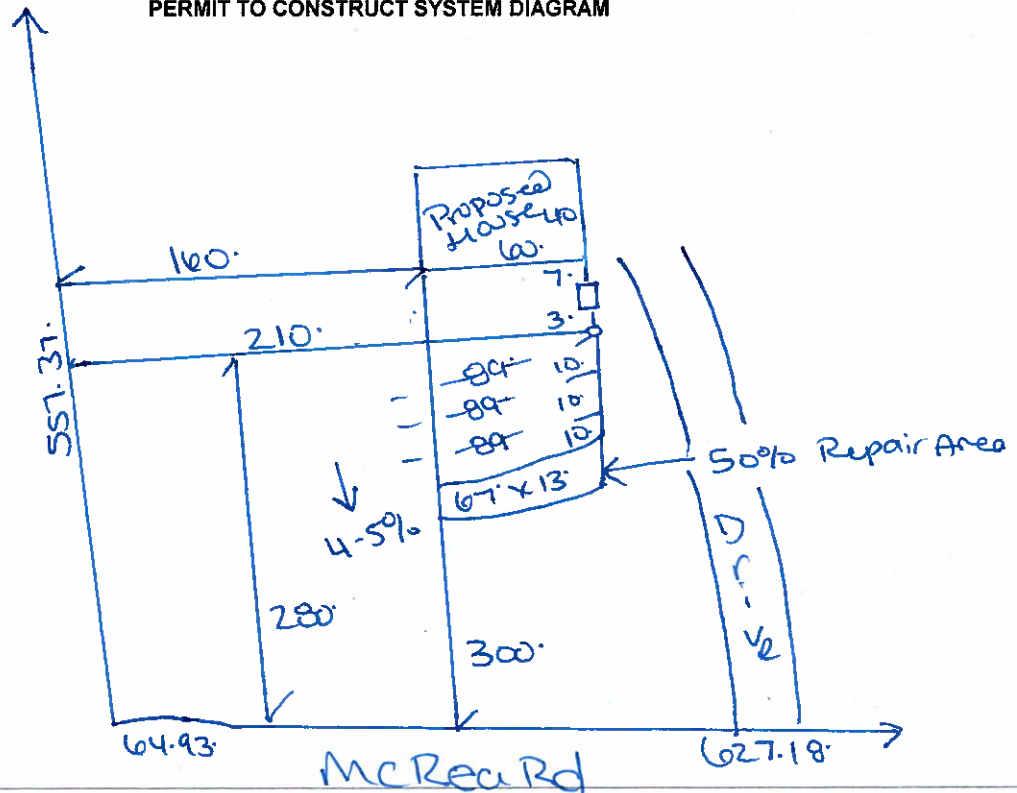 PERMIT TO CONSTRUCT SYSTEM DIAGRAM
Proposed
House 40
60.
160.
7.
3.
210.
557.37.
89 10.
89 10
89 10.
50% Repair Area
67' x 13'
4-5%
Drive
280'
300.
64.93.
627.18.
McRea Rd